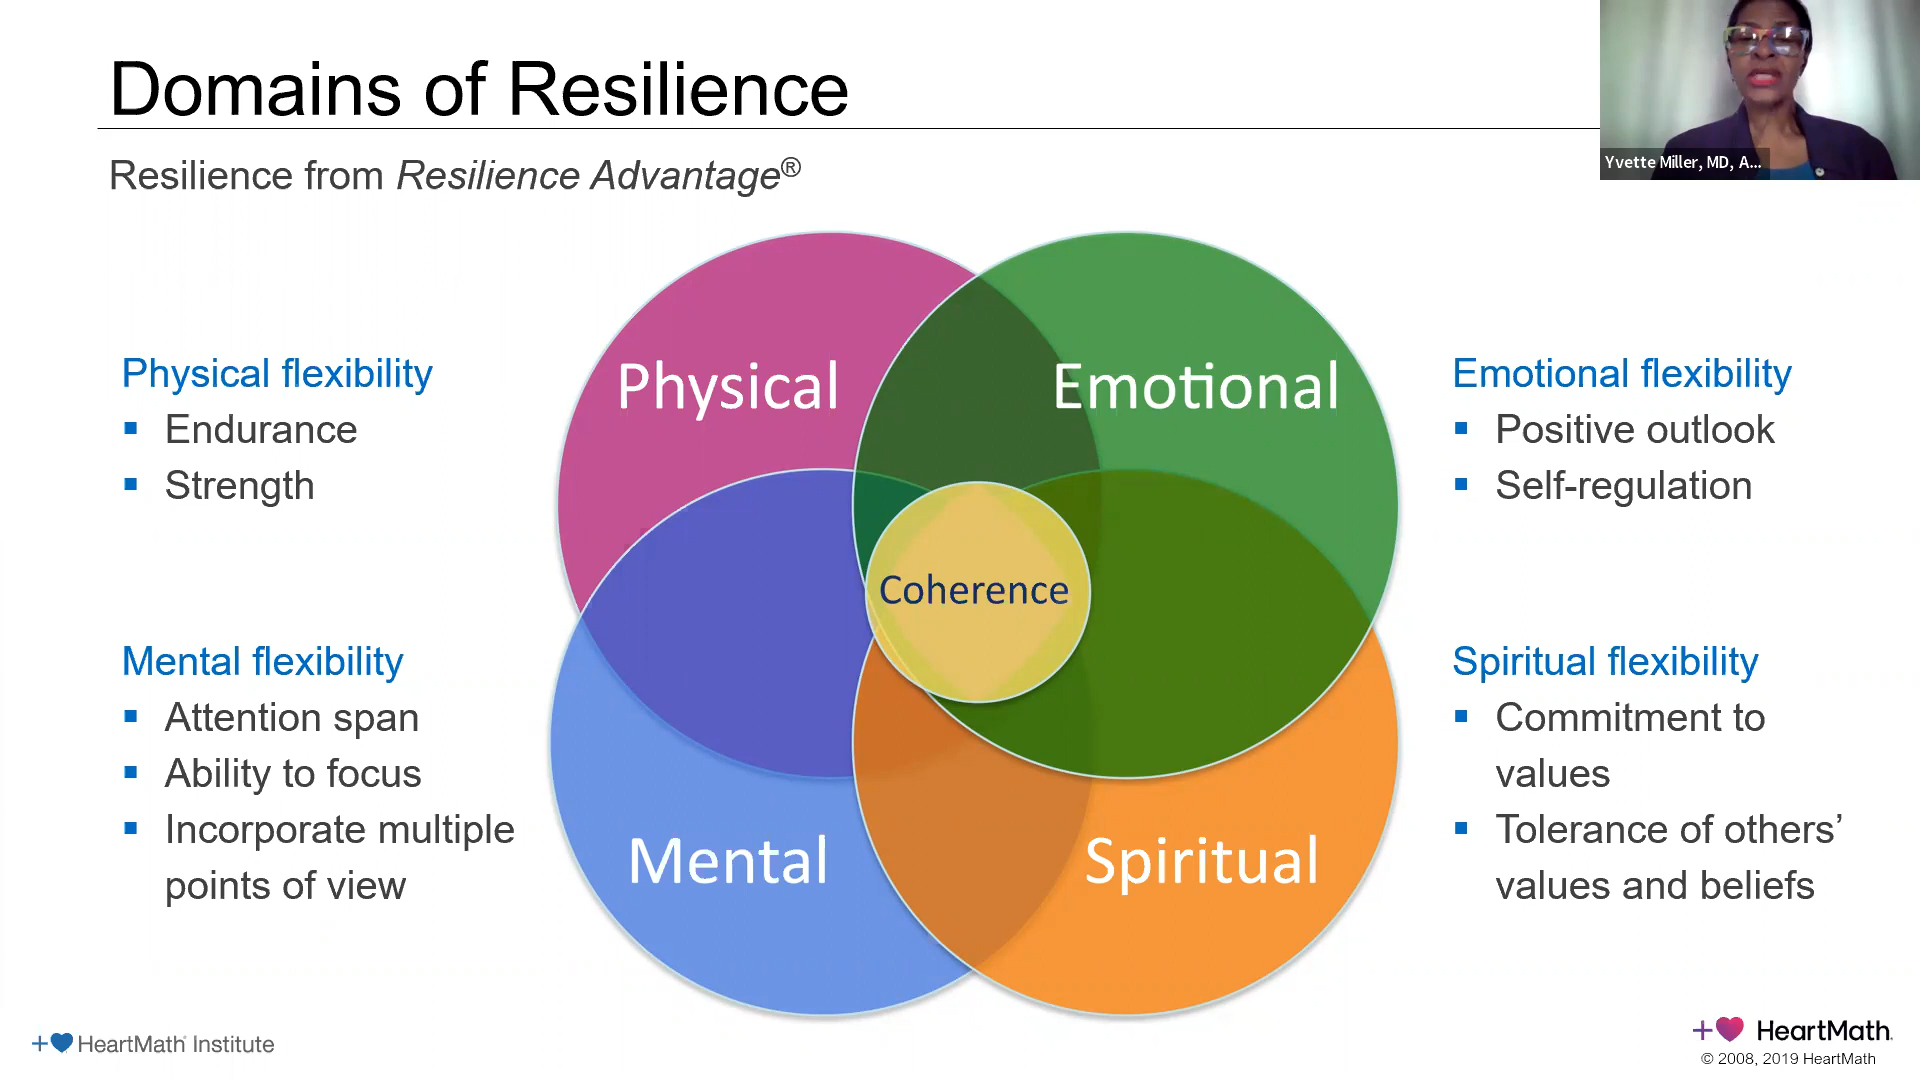 Domains of Resilience
Resilience from Resilience Advantage®
Yvette Miller, MD, A...
Physical flexibility
▪ Endurance
▪ Strength
Mental flexibility
▪ Attention span
▪ Ability to focus
▪ Incorporate multiple
points of view
Physical
Emotional
Coherence
Mental
Spiritual
Emotional flexibility
▪ Positive outlook
▪ Self-regulation
Spiritual flexibility
▪ Commitment to
values
▪ Tolerance of others’
values and beliefs
HeartMath Institute
HeartMath
© 2008, 2019 HeartMath